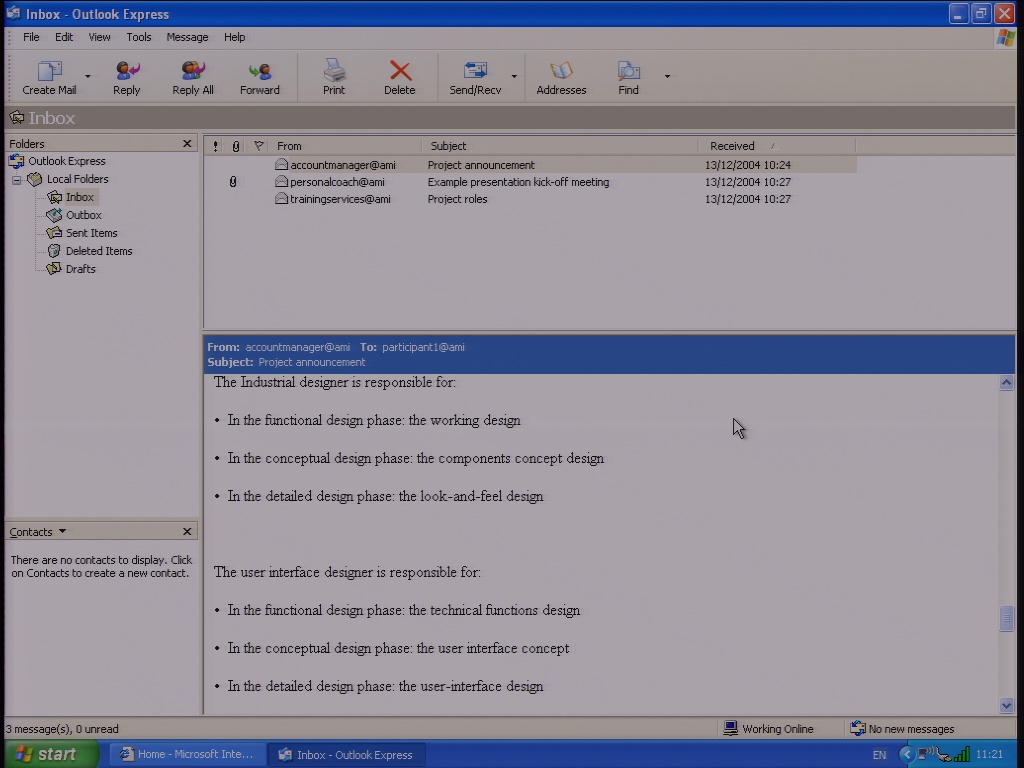 Inbox - Outlook Express
File Edit View Tools Message Help
Create Mail Reply Reply All Forward Print Delete Send/Recv Addresses Find
Inbox
Folders
Outlook Express
Local Folders
Inbox
Outbox
Sent Items
Deleted Items
Drafts
! From Subject Received
accountmanager@ami Project announcement 13/12/2004 10:24
personalcoach@ami Example presentation kick-off meeting 13/12/2004 10:27
trainingservices@ami Project roles 13/12/2004 10:27
From: accountmanager@ami To: participant1@ami
Subject: Project announcement
The Industrial designer is responsible for:
• In the functional design phase: the working design
• In the conceptual design phase: the components concept design
• In the detailed design phase: the look-and-feel design
The user interface designer is responsible for:
• In the functional design phase: the technical functions design
• In the conceptual design phase: the user interface concept
• In the detailed design phase: the user-interface design
Contacts
There are no contacts to display. Click
on Contacts to create a new contact.
3 message(s), 0 unread
Working Online
No new messages
start
Home - Microsoft Inte...
Inbox - Outlook Express
EN
11:21